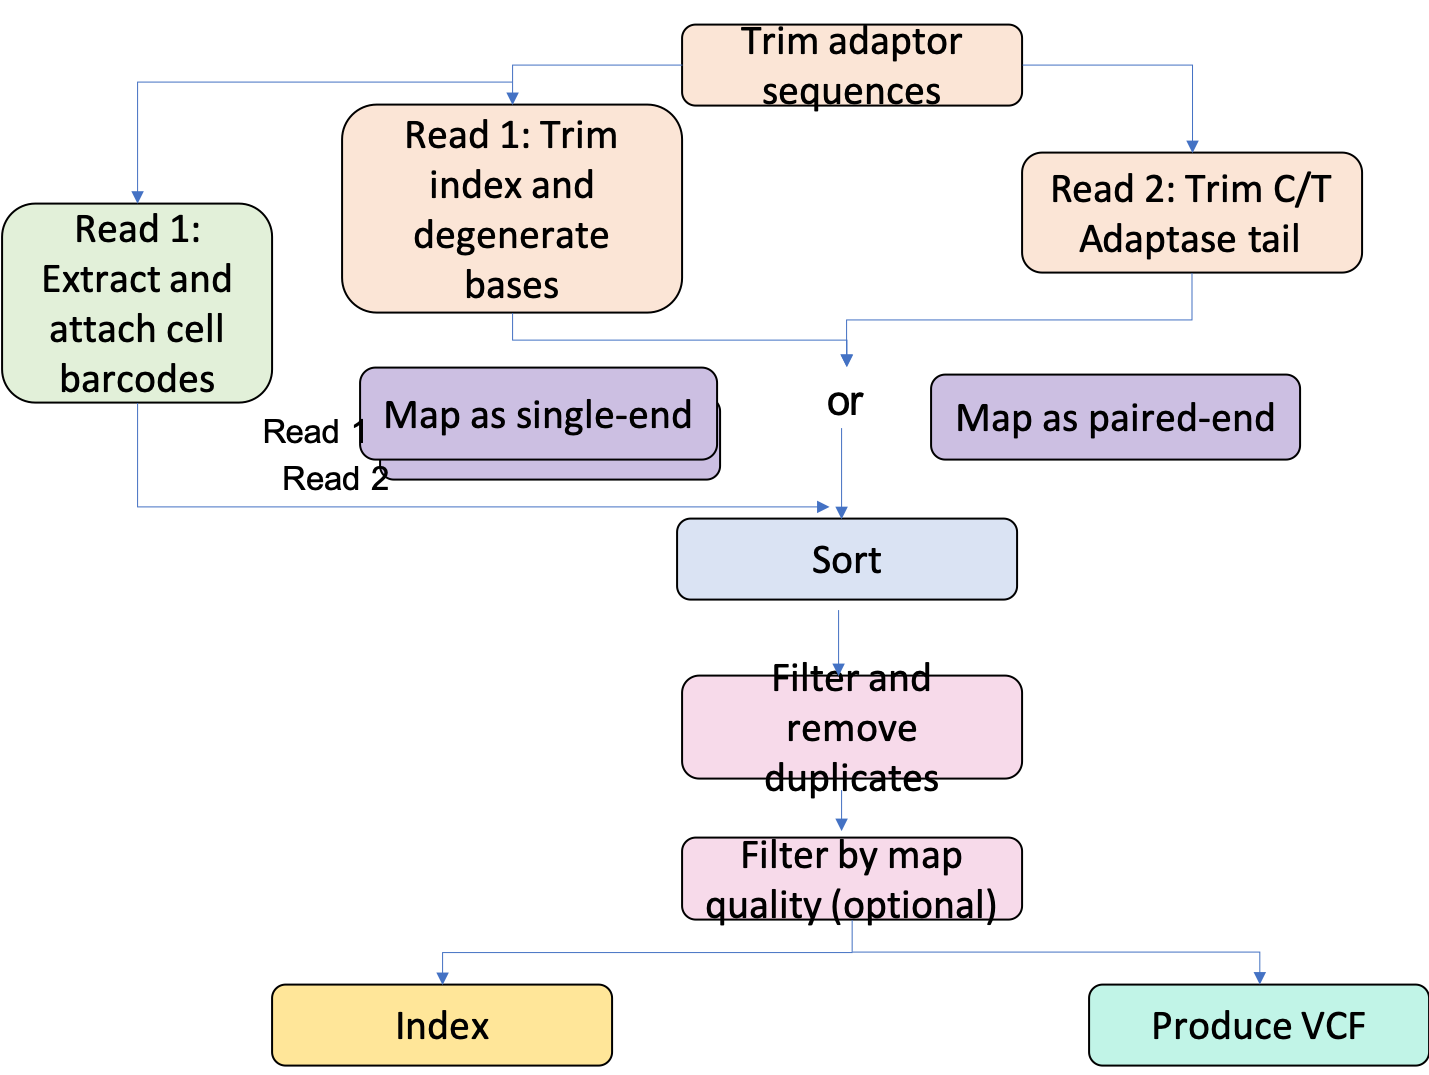 Trim adaptor
sequences
Read 1: Trim
index and
degenerate
bases
Read 2: Trim C/T
Adaptase tail
Read 1:
Extract and
attach cell
barcodes
Map as single-end
or
Map as paired-end
Read 1
Read 2
Sort
Filter and
remove
duplicates
Filter by map
quality (optional)
Index
Produce VCF